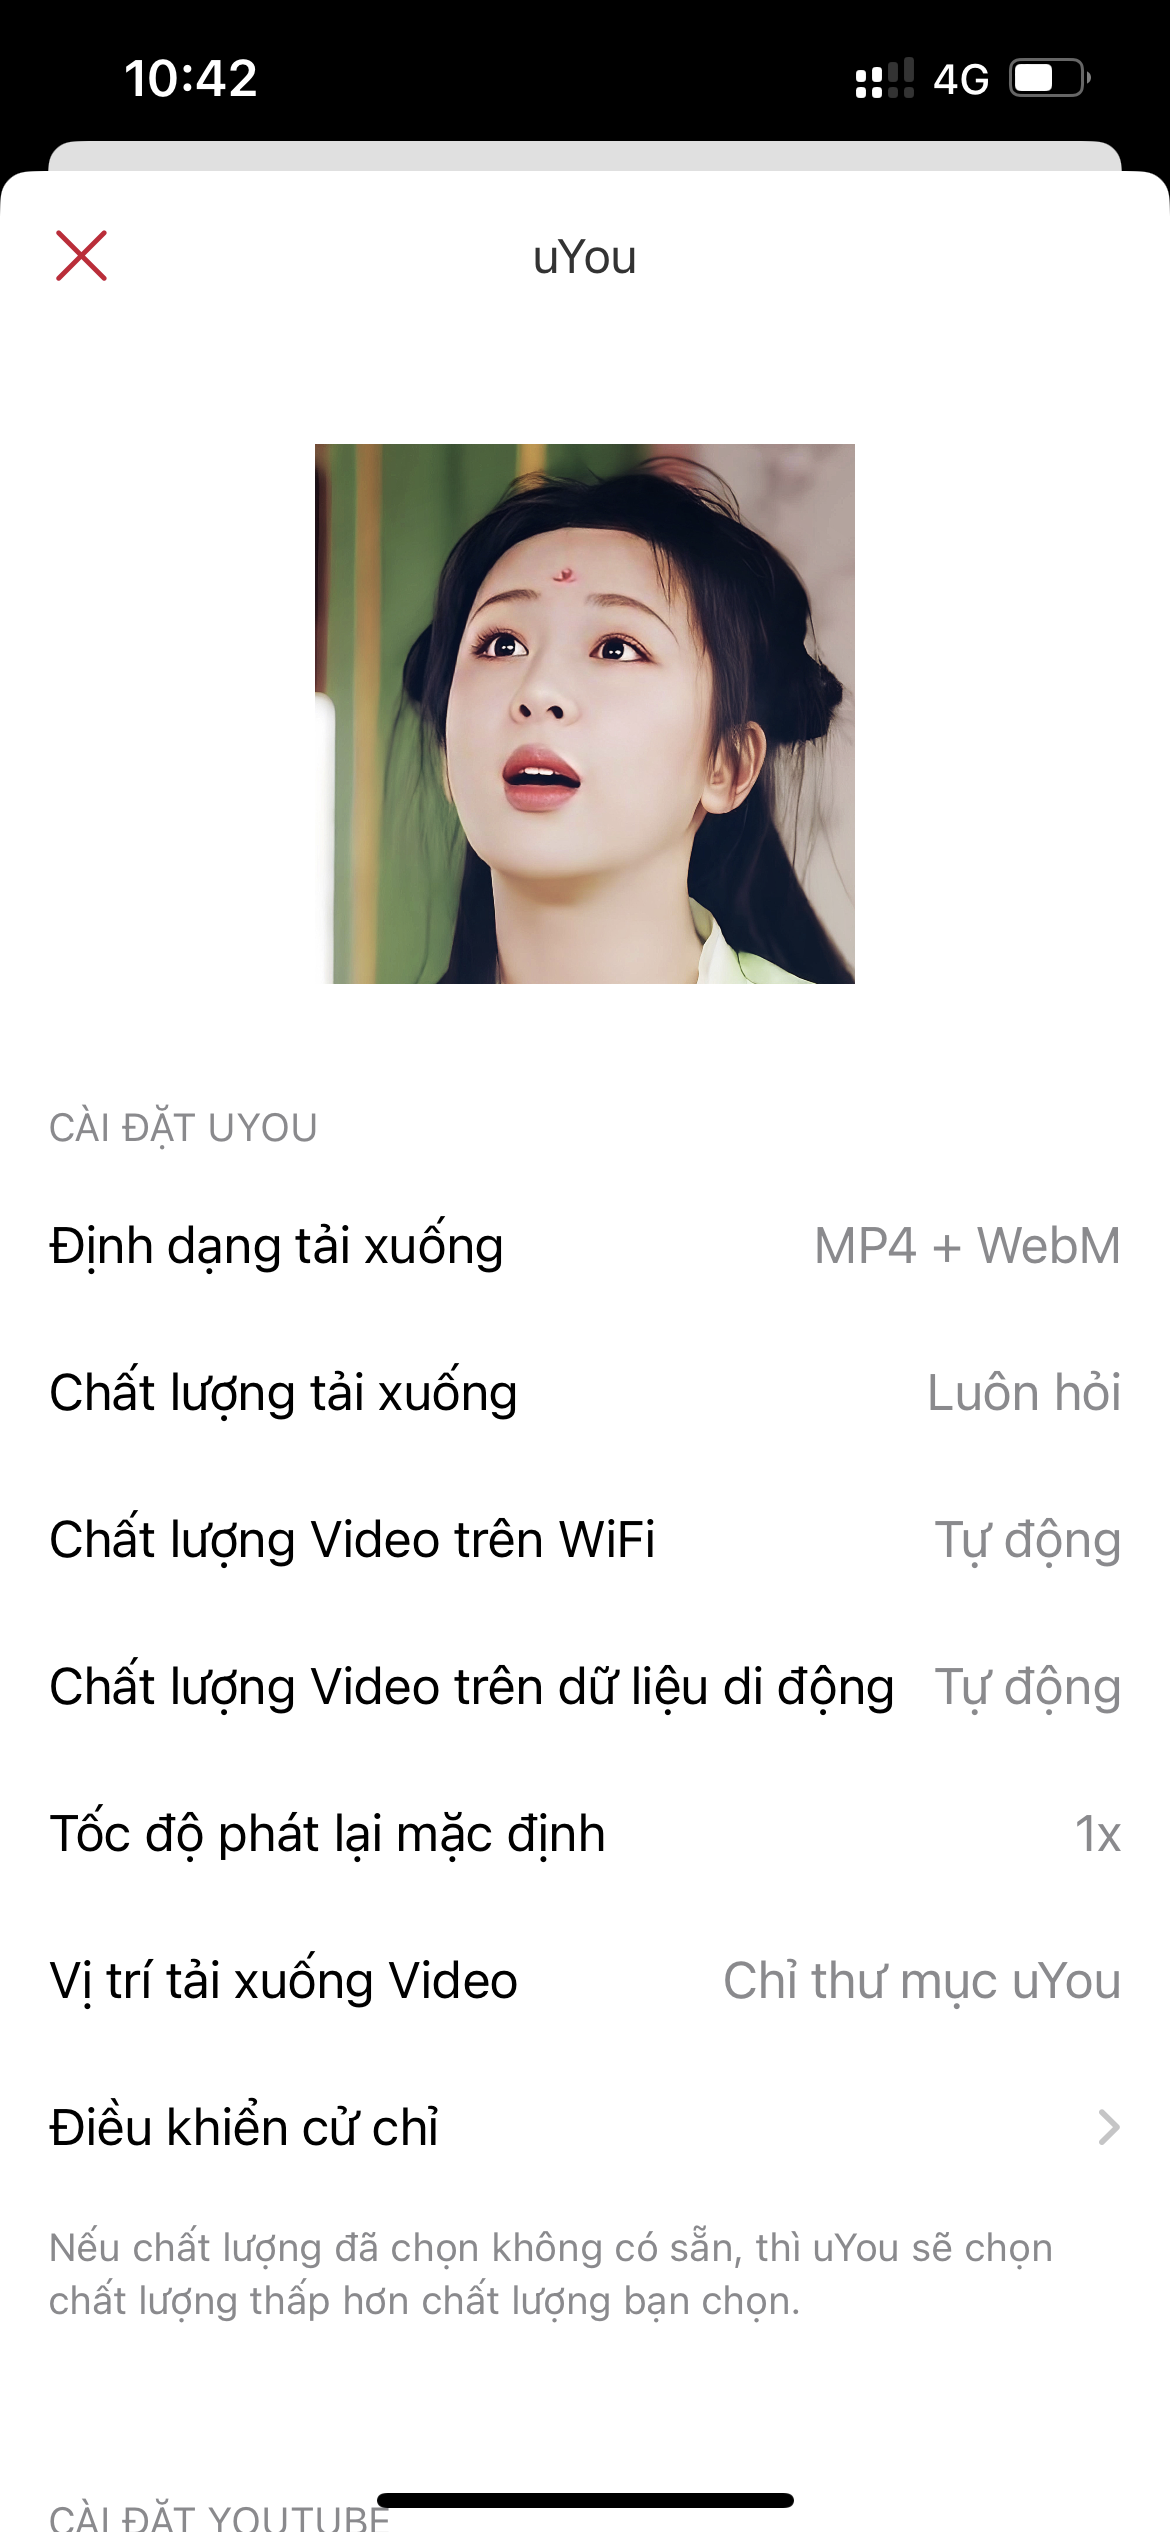 10:42
4G
uYou
CÀI ĐẶT UYOU
Định dạng tải xuống MP4 + WebM
Chất lượng tải xuống Luôn hỏi
Chất lượng Video trên WiFi Tự động
Chất lượng Video trên dữ liệu di động Tự động
Tốc độ phát lại mặc định 1x
Vị trí tải xuống Video Chỉ thư mục uYou
Điều khiển cử chỉ
Nếu chất lượng đã chọn không có sẵn, thì uYou sẽ chọn
chất lượng thấp hơn chất lượng bạn chọn.
CÀI ĐẶT YOUTUBE